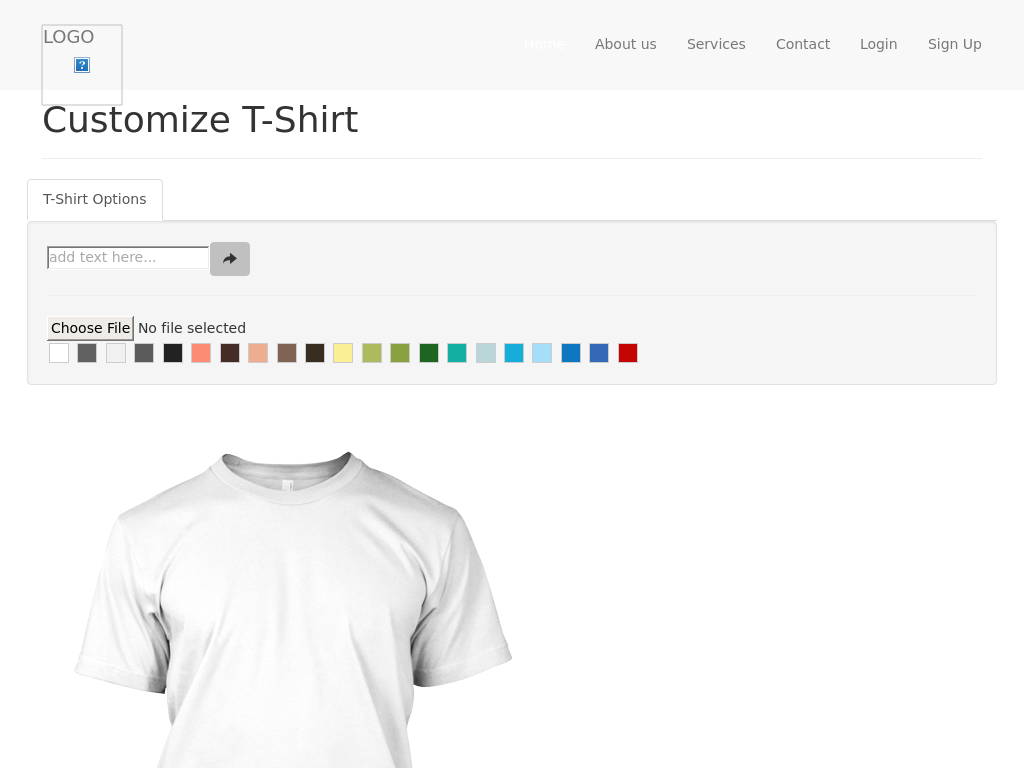 LOGO
Home
About us
Services
Contact
Login
Sign Up
Customize T-Shirt
T-Shirt Options
add text here...
Choose File No file selected